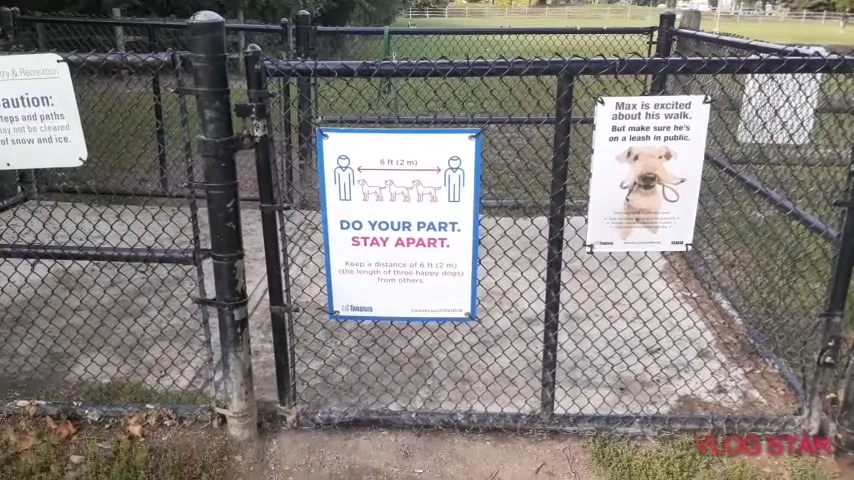 ry & Recreation
aution:
teps and paths
ay not be cleared
of snow and ice.
6 ft (2 m)
DO YOUR PART.
STAY APART.
Keep a distance of 6 ft (2 m)
(the length of three happy dogs)
from others.
Toronto
Max is excited
about his walk.
But make sure he's
on a leash in public.
VLOG STAR